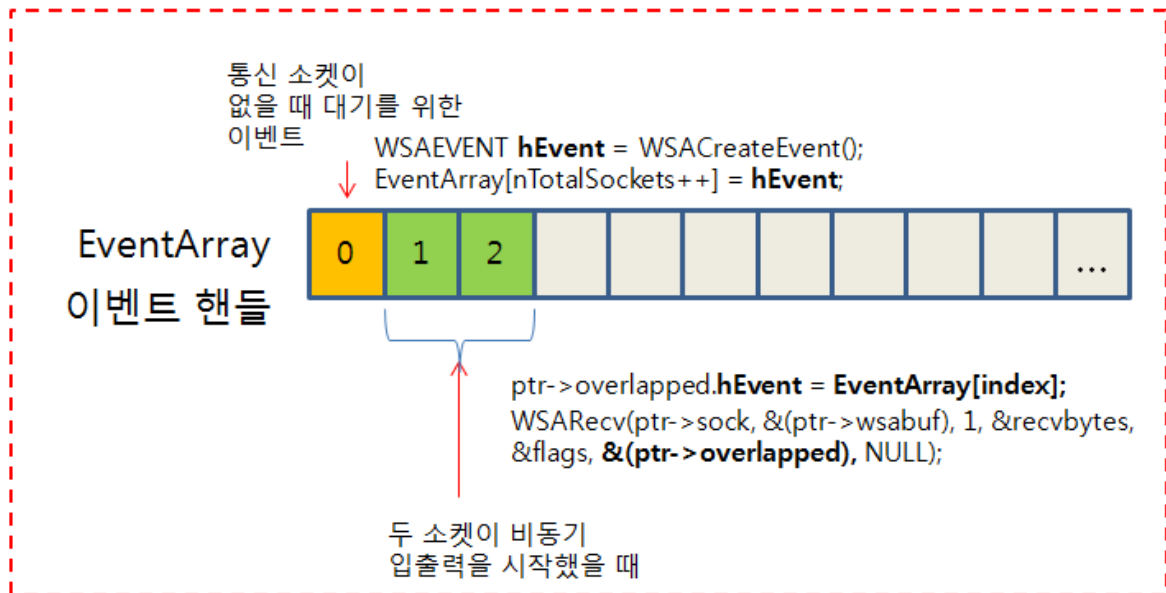 통신 소켓이
없을 때 대기를 위한
이벤트
WSAEVENT hEvent = WSACreateEvent();
EventArray[nTotalSockets++] = hEvent;
EventArray
이벤트 핸들
0 1 2 ...
ptr->overlapped.hEvent = EventArray[index];
WSARecv(ptr->sock, &(ptr->wsabuf), 1, &recvbytes,
&flags, &(ptr->overlapped), NULL);
두 소켓이 비동기
입출력을 시작했을 때